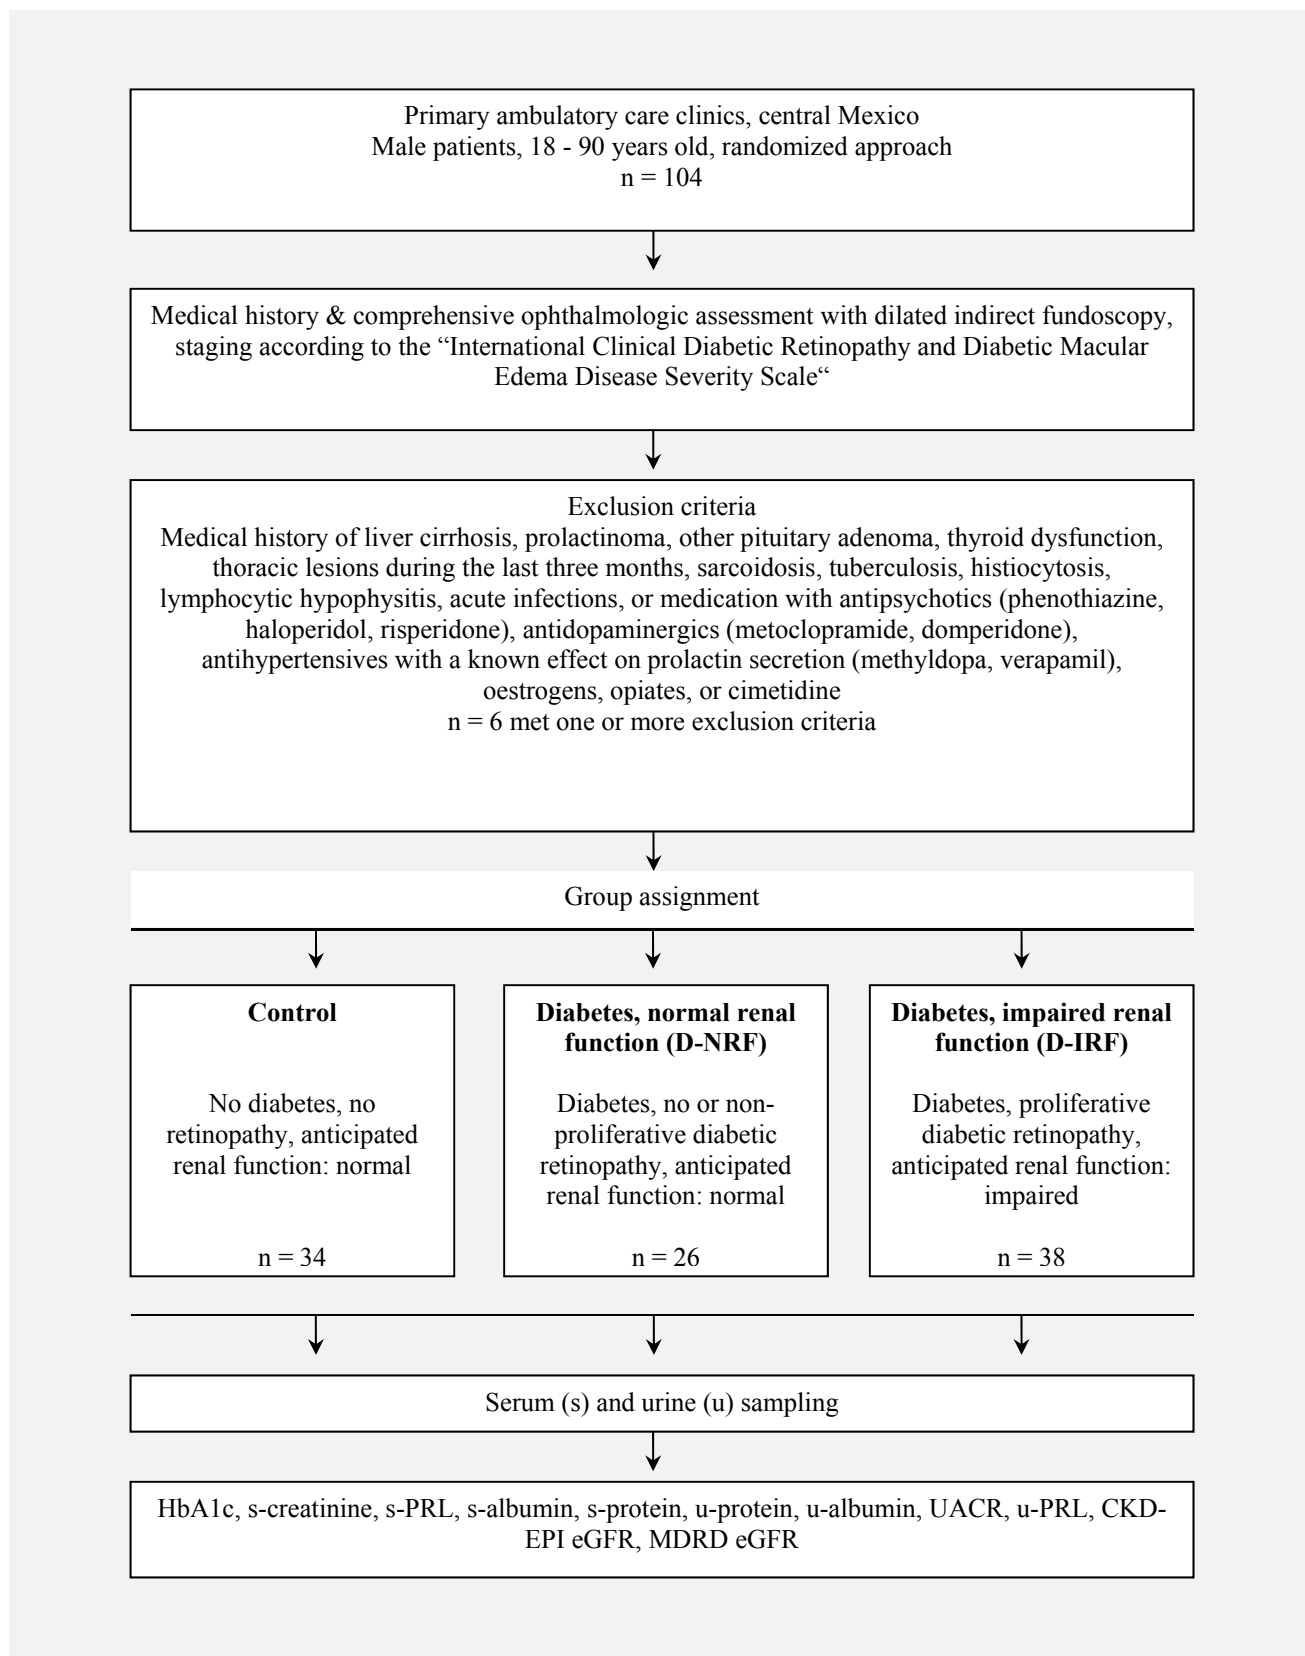 Primary ambulatory care clinics, central Mexico
Male patients, 18 - 90 years old, randomized approach
n = 104
Medical history & comprehensive ophthalmologic assessment with dilated indirect fundoscopy,
staging according to the “International Clinical Diabetic Retinopathy and Diabetic Macular
Edema Disease Severity Scale“
Exclusion criteria
Medical history of liver cirrhosis, prolactinoma, other pituitary adenoma, thyroid dysfunction,
thoracic lesions during the last three months, sarcoidosis, tuberculosis, histiocytosis,
lymphocytic hypophysitis, acute infections, or medication with antipsychotics (phenothiazine,
haloperidol, risperidone), antidopaminergics (metoclopramide, domperidone),
antihypertensives with a known effect on prolactin secretion (methyldopa, verapamil),
oestrogens, opiates, or cimetidine
n = 6 met one or more exclusion criteria
Group assignment
Control
No diabetes, no
retinopathy, anticipated
renal function: normal
n = 34
Diabetes, normal renal
function (D-NRF)
Diabetes, no or non-
proliferative diabetic
retinopathy, anticipated
renal function: normal
n = 26
Diabetes, impaired renal
function (D-IRF)
Diabetes, proliferative
diabetic retinopathy,
anticipated renal function:
impaired
n = 38
Serum (s) and urine (u) sampling
HbA1c, s-creatinine, s-PRL, s-albumin, s-protein, u-protein, u-albumin, UACR, u-PRL, CKD-
EPI eGFR, MDRD eGFR